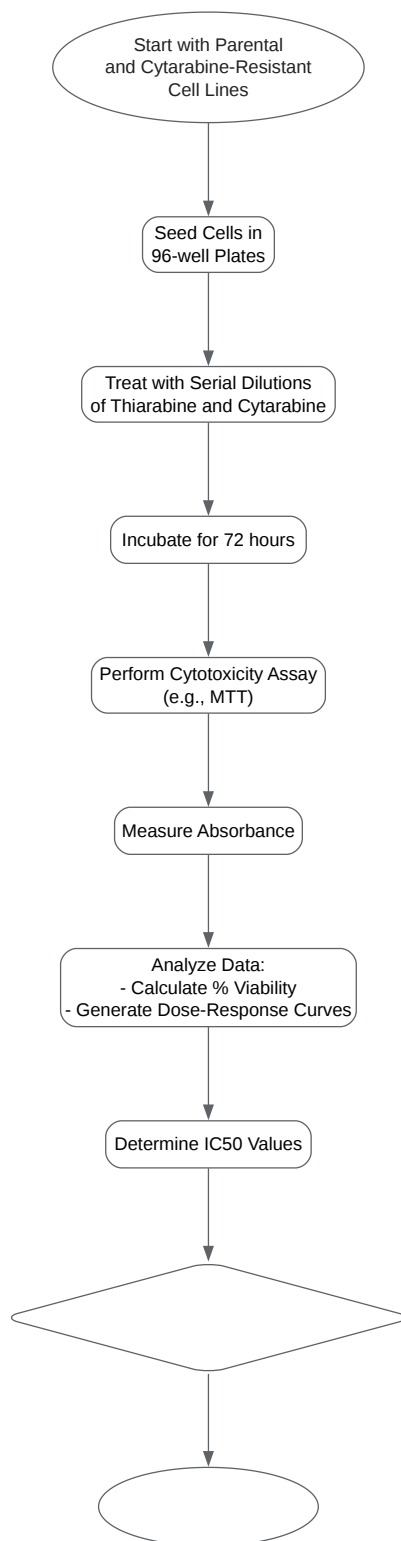 Start with Parental
and Cytarabine-Resistant
Cell Lines
Seed Cells in
96-well Plates
Treat with Serial Dilutions
of Thiarabine and Cytarabine
Incubate for 72 hours
Perform Cytotoxicity Assay
(e.g., MTT)
Measure Absorbance
Analyze Data:
- Calculate % Viability
- Generate Dose-Response Curves
Determine IC50 Values